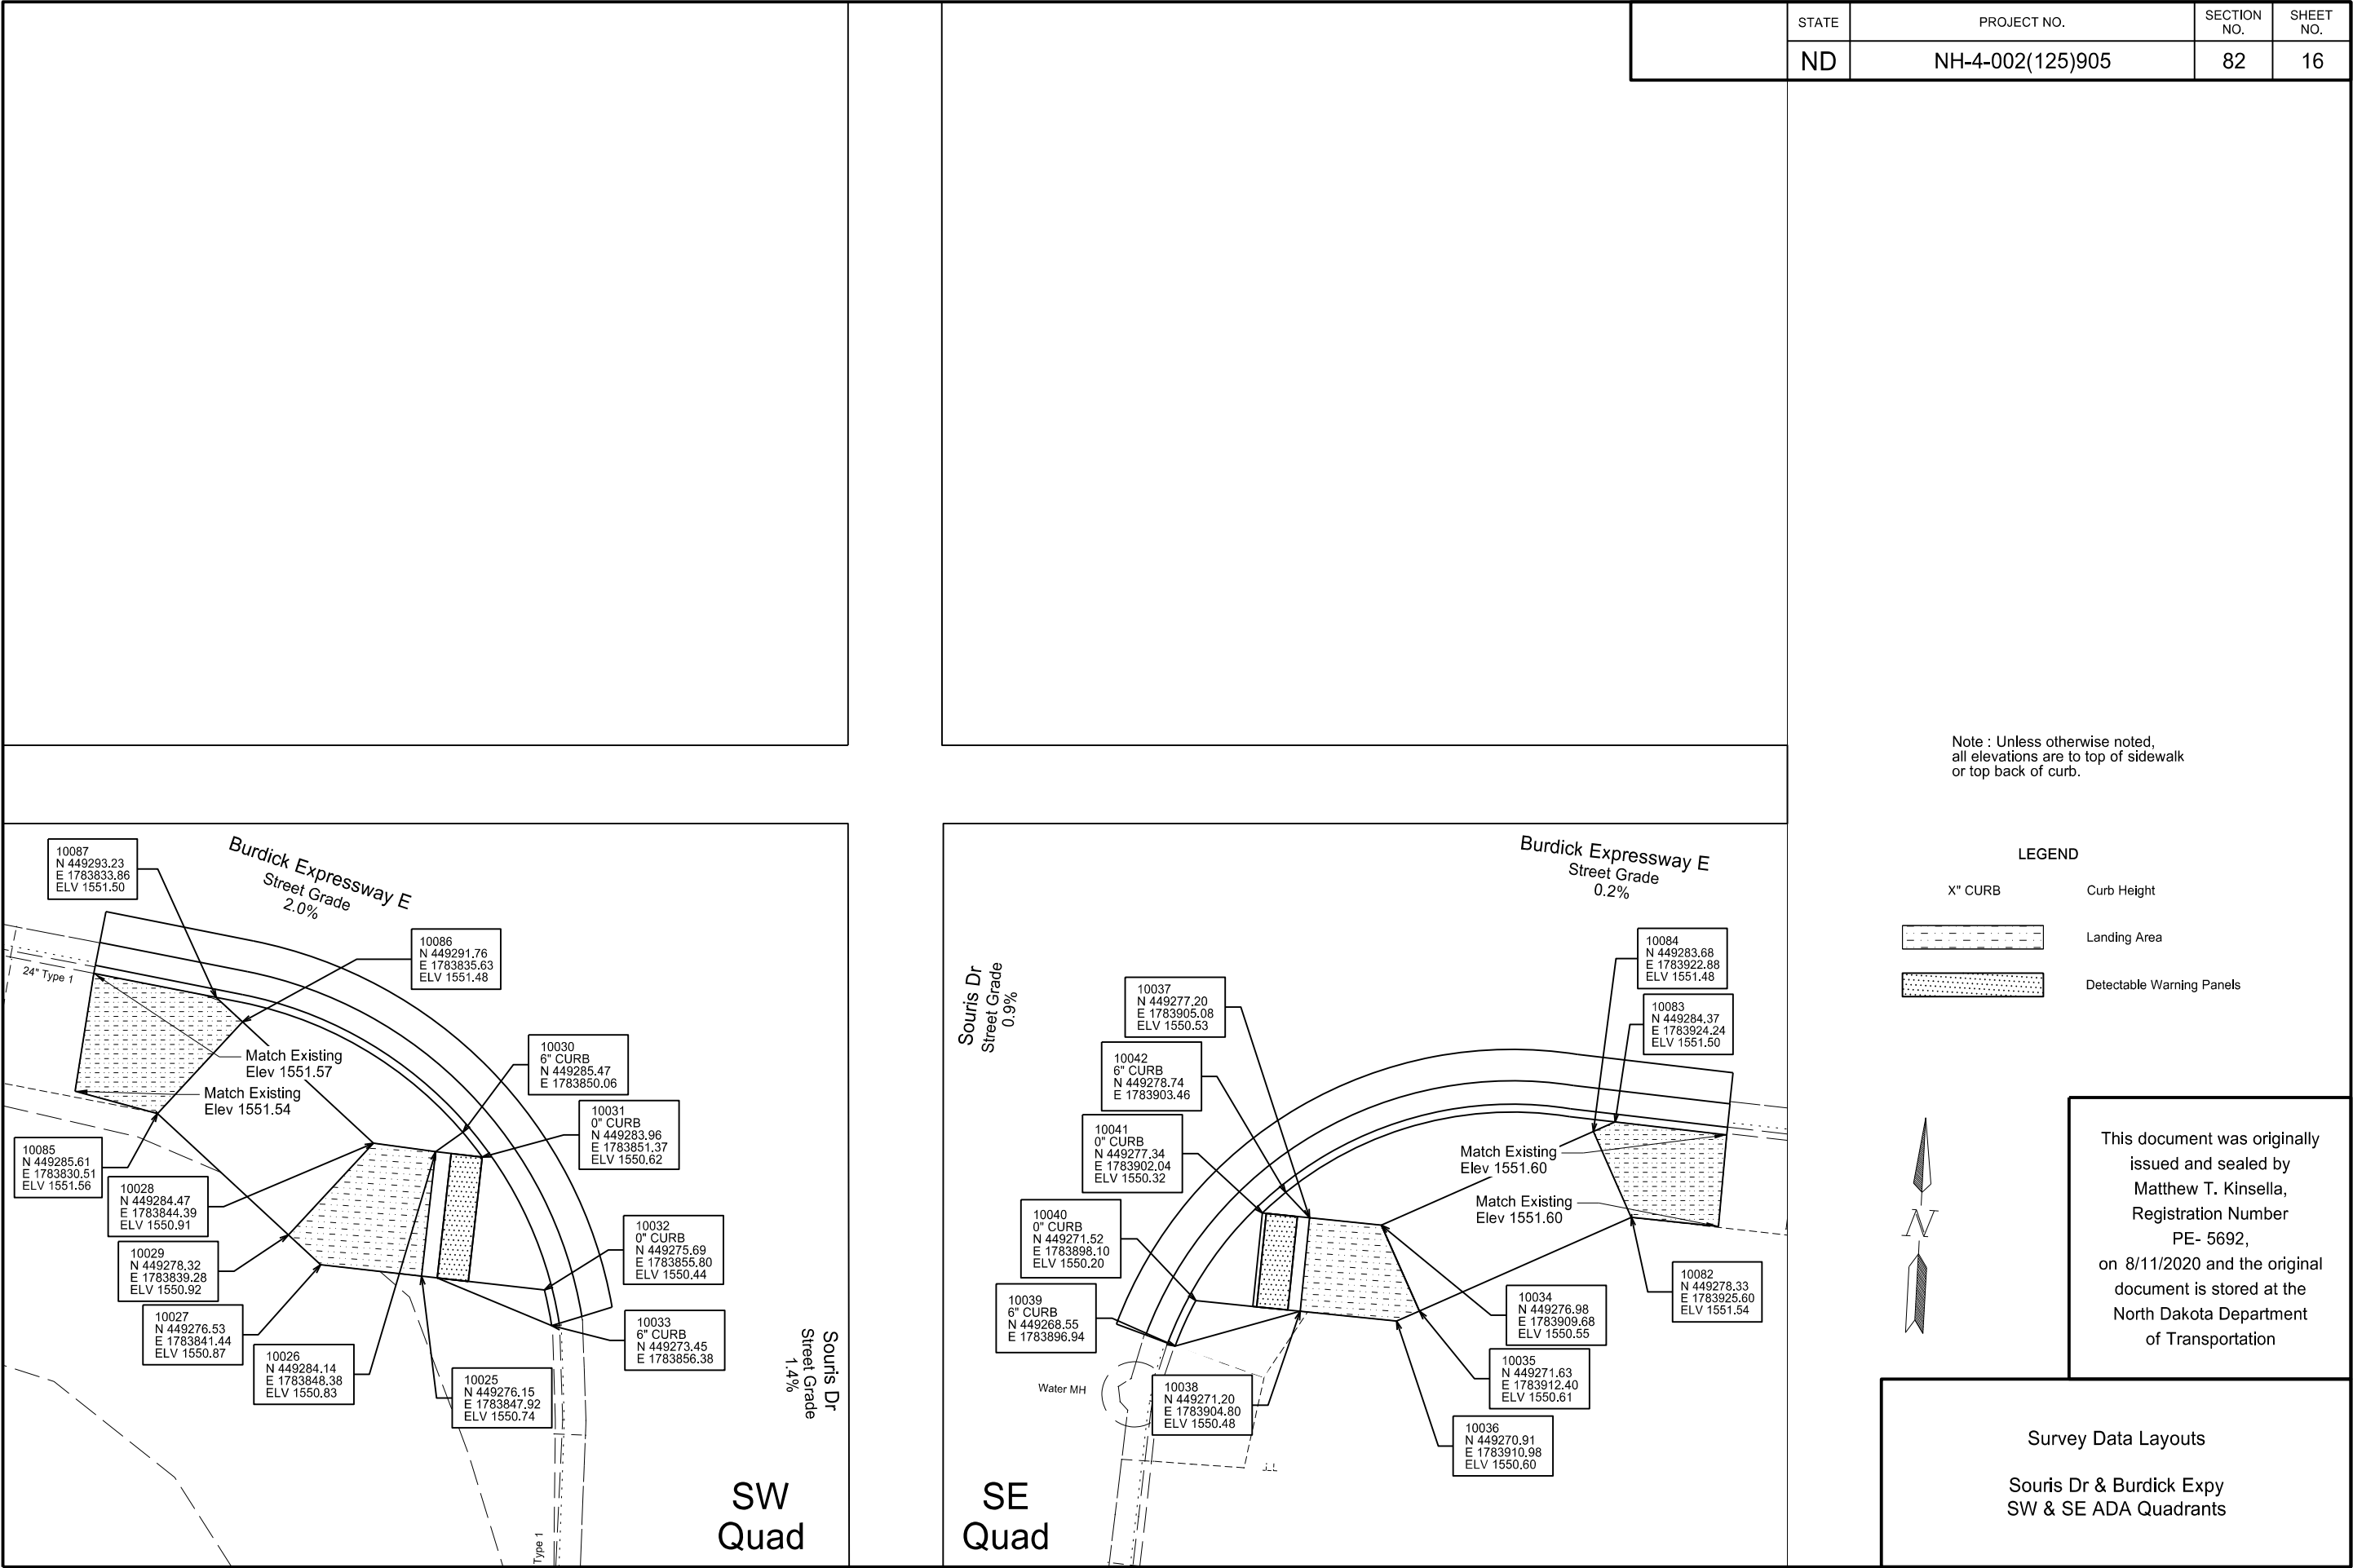 STATE
PROJECT NO.
SECTION
NO.
SHEET
NO.
ND
NH-4-002(125)905
82
16
Note : Unless otherwise noted,
all elevations are to top of sidewalk
or top back of curb.
LEGEND
X" CURB
Curb Height
Landing Area
Detectable Warning Panels
10087
N 449293.23
E 1783833.86
ELV 1551.50
Burdick Expressway E
Street Grade
2.0%
24" Type 1
10086
N 449291.76
E 1783835.63
ELV 1551.48
Match Existing
Elev 1551.57
Match Existing
Elev 1551.54
10030
6" CURB
N 449285.47
E 1783850.06
10031
0" CURB
N 449283.96
E 1783851.37
ELV 1550.62
10085
N 449285.61
E 1783830.51
ELV 1551.56
10028
N 449284.47
E 1783844.39
ELV 1550.91
10029
N 449278.32
E 1783839.28
ELV 1550.92
10027
N 449276.53
E 1783841.44
ELV 1550.87
10026
N 449284.14
E 1783848.38
ELV 1550.83
10025
N 449276.15
E 1783847.92
ELV 1550.74
10032
0" CURB
N 449275.69
E 1783855.80
ELV 1550.44
10033
6" CURB
N 449273.45
E 1783856.38
Souris Dr
Street Grade
1.4%
Type 1
SW
Quad
Burdick Expressway E
Street Grade
0.2%
Souris Dr
Street Grade
0.9%
10084
N 449283.68
E 1783922.88
ELV 1551.48
10083
N 449284.37
E 1783924.24
ELV 1551.50
10037
N 449277.20
E 1783905.08
ELV 1550.53
10042
6" CURB
N 449278.74
E 1783903.46
10041
0" CURB
N 449277.34
E 1783902.04
ELV 1550.32
10040
0" CURB
N 449271.52
E 1783898.10
ELV 1550.20
10039
6" CURB
N 449268.55
E 1783896.94
Match Existing
Elev 1551.60
Match Existing
Elev 1551.60
10082
N 449278.33
E 1783925.60
ELV 1551.54
10034
N 449276.98
E 1783909.68
ELV 1550.55
10035
N 449271.63
E 1783912.40
ELV 1550.61
10036
N 449270.91
E 1783910.98
ELV 1550.60
10038
N 449271.20
E 1783904.80
ELV 1550.48
Water MH
SE
Quad
N
This document was originally
issued and sealed by
Matthew T. Kinsella,
Registration Number
PE- 5692,
on 8/11/2020 and the original
document is stored at the
North Dakota Department
of Transportation
Survey Data Layouts
Souris Dr & Burdick Expy
SW & SE ADA Quadrants